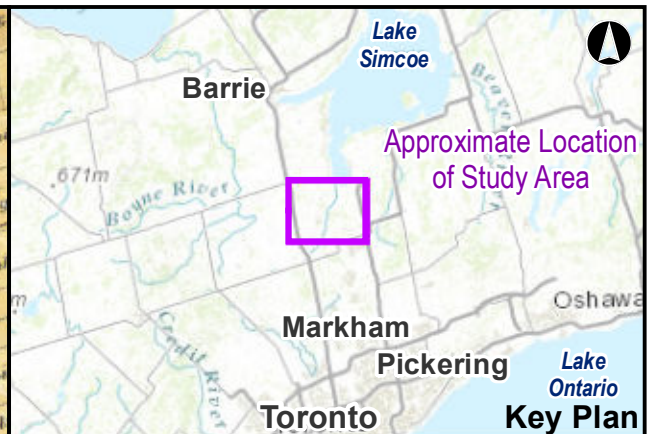 Lake
Simcoe
Barrie
Approximate Location
of Study Area
671m
Boyne River
m
Oshawa
Markham
Credit River
Pickering
Lake
Ontario
Toronto
Key Plan